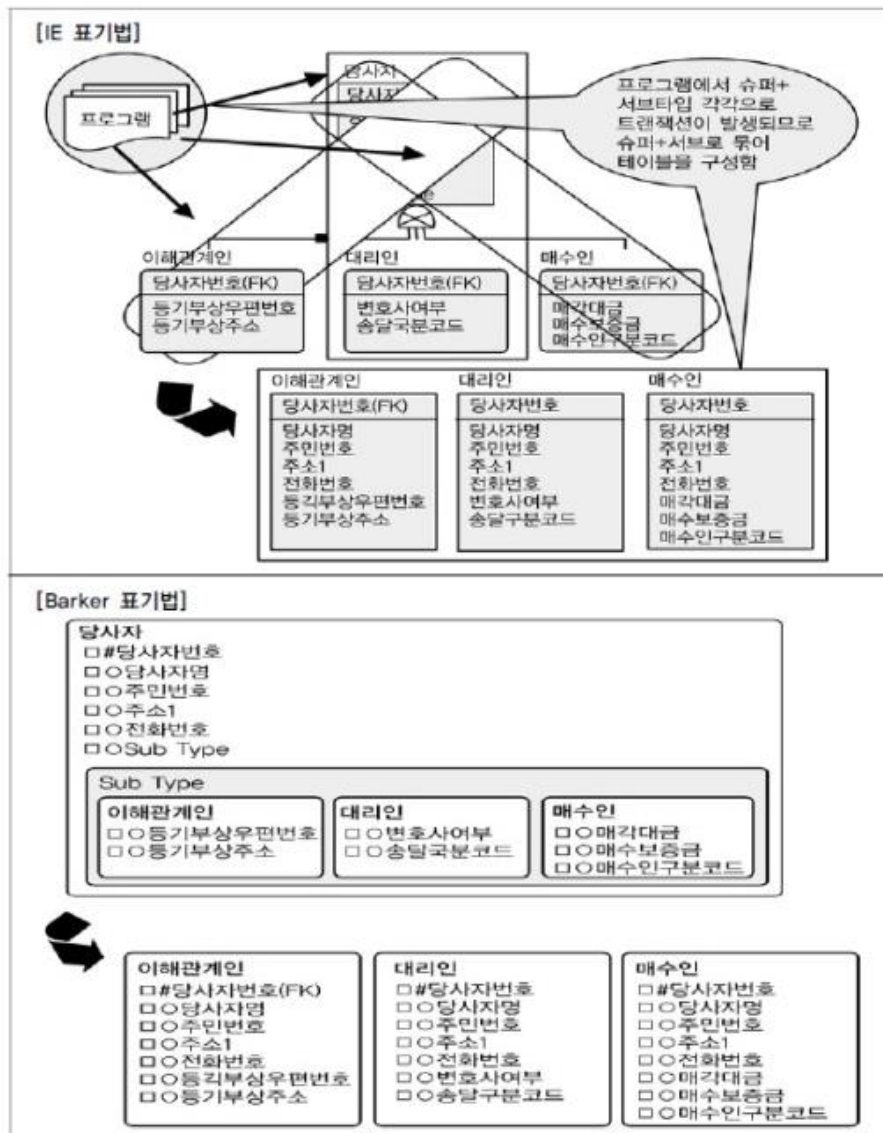 [IE 표기법]
프로그램
당사자
당사자
프로그램에서 슈퍼+
서브타입 각각으로
트랜잭션이 발생되므로
슈퍼+서브로 묶어
테이블을 구성함
이해관계인
당사자번호(FK)
등기부상우편번호
등기부상주소
대리인
당사자번호(FK)
변호사여부
송달국분코드
매수인
당사자번호(FK)
매각대금
매수보증금
매수인구분코드
이해관계인
당사자번호(FK)
당사자명
주민번호
주소1
전화번호
등긱부상우편번호
등기부상주소
대리인
당사자번호
당사자명
주민번호
주소1
전화번호
변호사여부
송달구분코드
매수인
당사자번호
당사자명
주민번호
주소1
전화번호
매각대금
매수보증금
매수인구분코드
[Barker 표기법]
당사자
□#당사자번호
□○당사자명
□○주민번호
□○주소1
□○전화번호
□○Sub Type
Sub Type
이해관계인
□○등기부상우편번호
□○등기부상주소
대리인
□○변호사여부
□○송달국분코드
매수인
□○매각대금
□○매수보증금
□○매수인구분코드
이해관계인
□#당사자번호(FK)
□○당사자명
□○주민번호
□○주소1
□○전화번호
□○등긱부상우편번호
□○등기부상주소
대리인
□#당사자번호
□○당사자명
□○주민번호
□○주소1
□○전화번호
□○변호사여부
□○송달구분코드
매수인
□#당사자번호
□○당사자명
□○주민번호
□○주소1
□○전화번호
□○매각대금
□○매수보증금
□○매수인구분코드